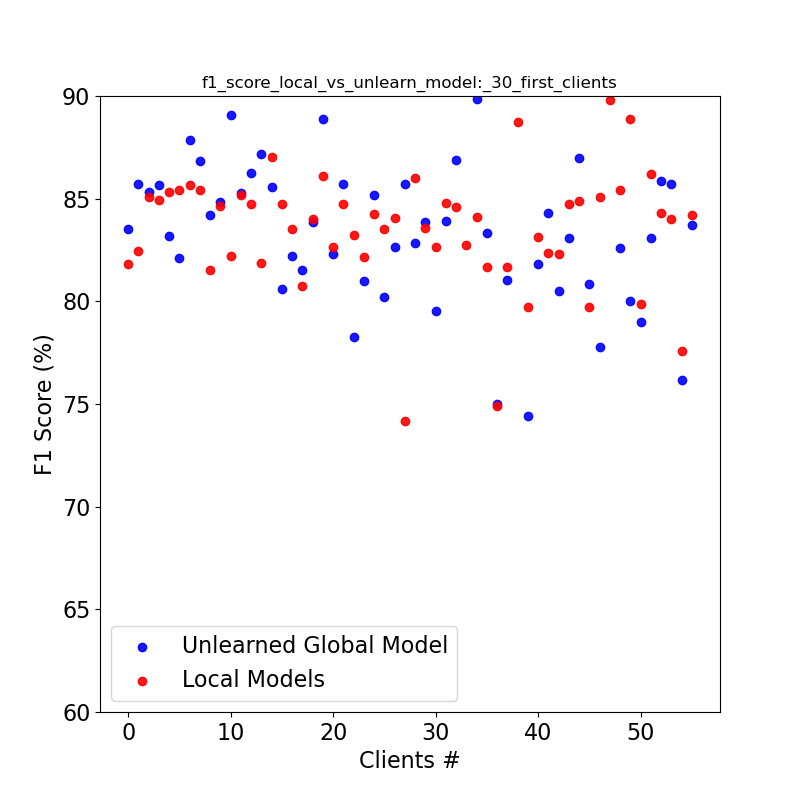 f1_score_local_vs_unlearn_model:_30_first_clients
90
85
80
75
70
65
60
F1 Score (%)
Unlearned Global Model
Local Models
0 10 20 30 40 50
Clients #